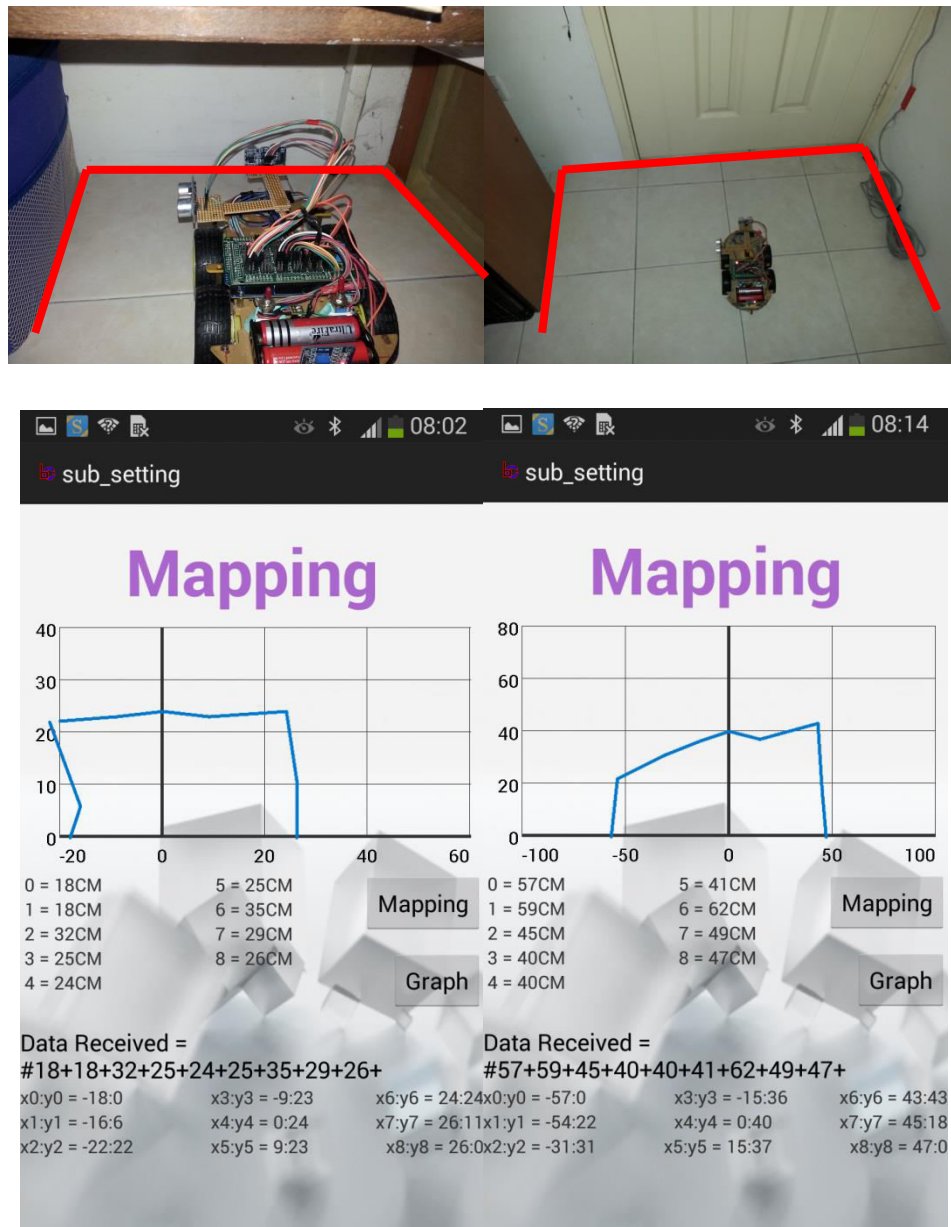 UltraFire
08:02
sub_setting
Mapping
40
30
20
10
0
-20 0 20 40 60
0 = 18CM 5 = 25CM
1 = 18CM 6 = 35CM
2 = 32CM 7 = 29CM
3 = 25CM 8 = 26CM
4 = 24CM
Mapping
Graph
Data Received =
#18+18+32+25+24+25+35+29+26+
x0:y0 = -18:0 x3:y3 = -9:23 x6:y6 = 24:24
x1:y1 = -16:6 x4:y4 = 0:24 x7:y7 = 26:11
x2:y2 = -22:22 x5:y5 = 9:23 x8:y8 = 26:0
08:14
sub_setting
Mapping
80
60
40
20
0
-100 -50 0 50 100
0 = 57CM 5 = 41CM
1 = 59CM 6 = 62CM
2 = 45CM 7 = 49CM
3 = 40CM 8 = 47CM
4 = 40CM
Mapping
Graph
Data Received =
#57+59+45+40+40+41+62+49+47+
x0:y0 = -57:0 x3:y3 = -15:36 x6:y6 = 43:43
x1:y1 = -54:22 x4:y4 = 0:40 x7:y7 = 45:18
x2:y2 = -31:31 x5:y5 = 15:37 x8:y8 = 47:0